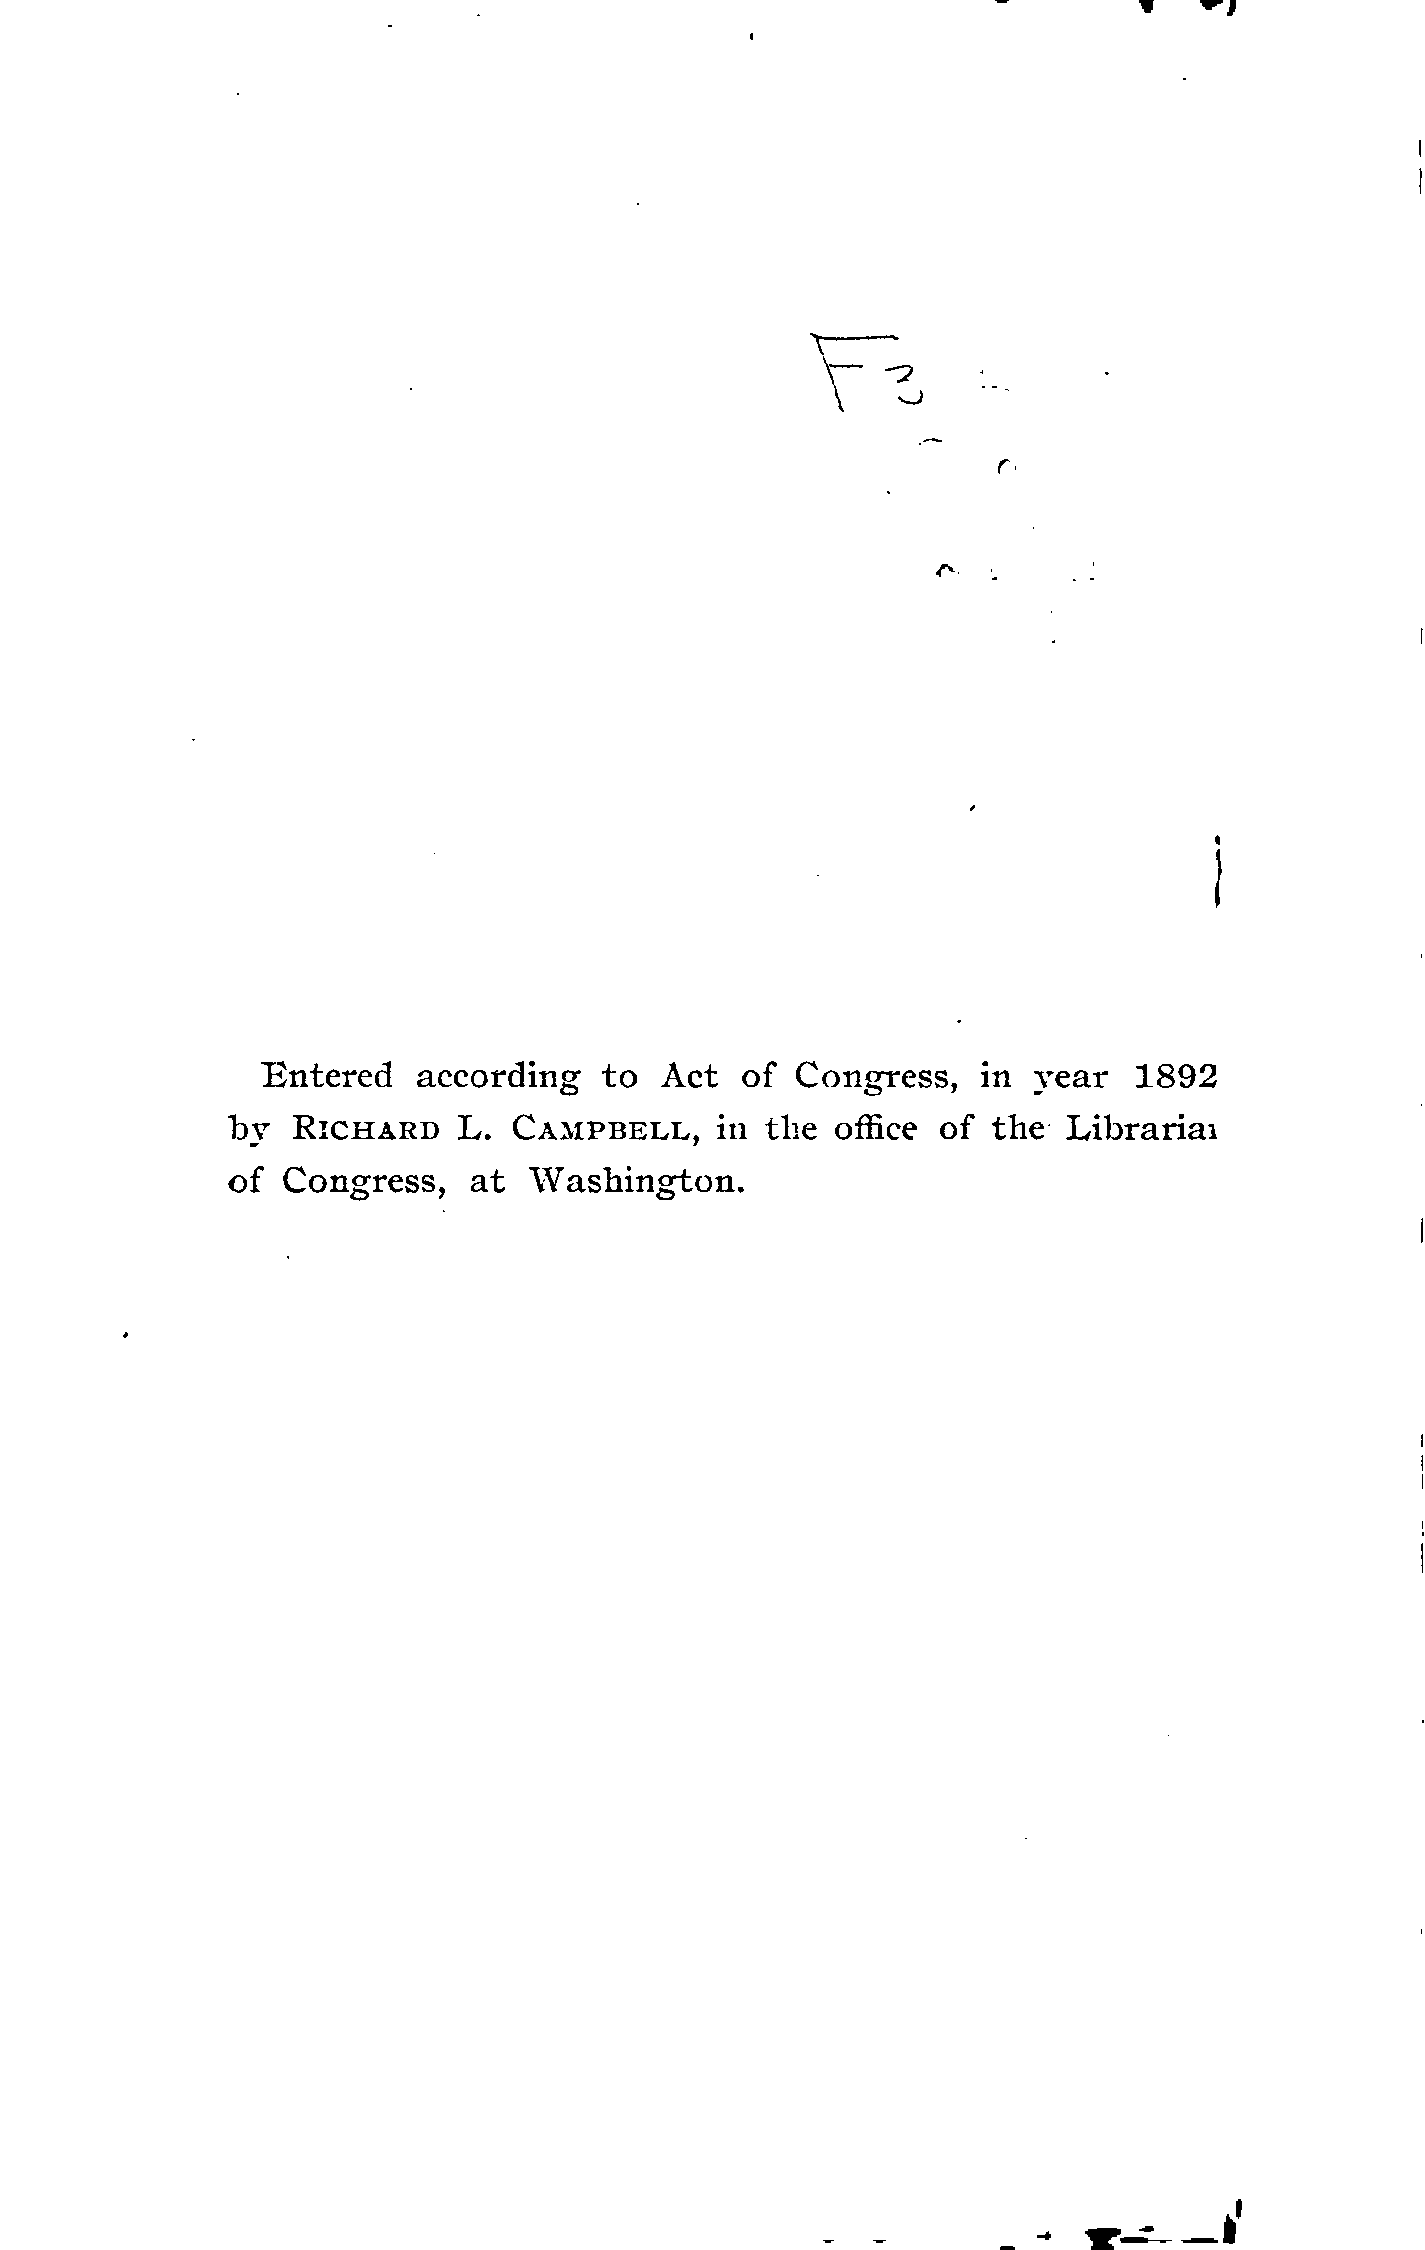 F3
Entered according to Act of Congress, in year 1892
by RICHARD L. CAMPBELL, in the office of the Librarian
of Congress, at Washington.